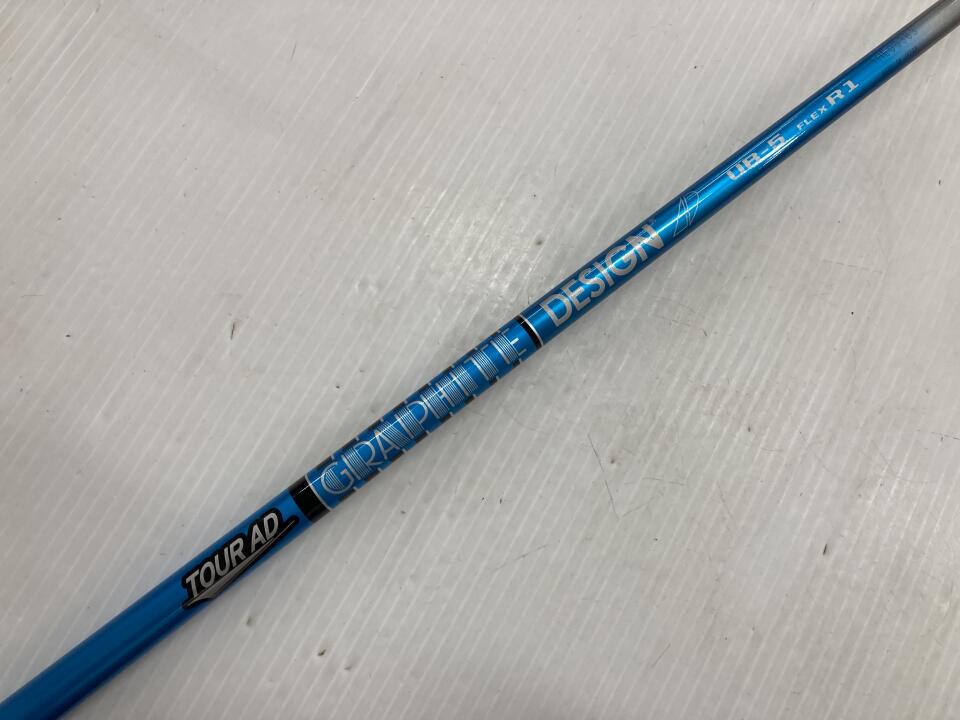 TOUR AD
GRAPHITE
DESIGN
UB-5 FLEX R1